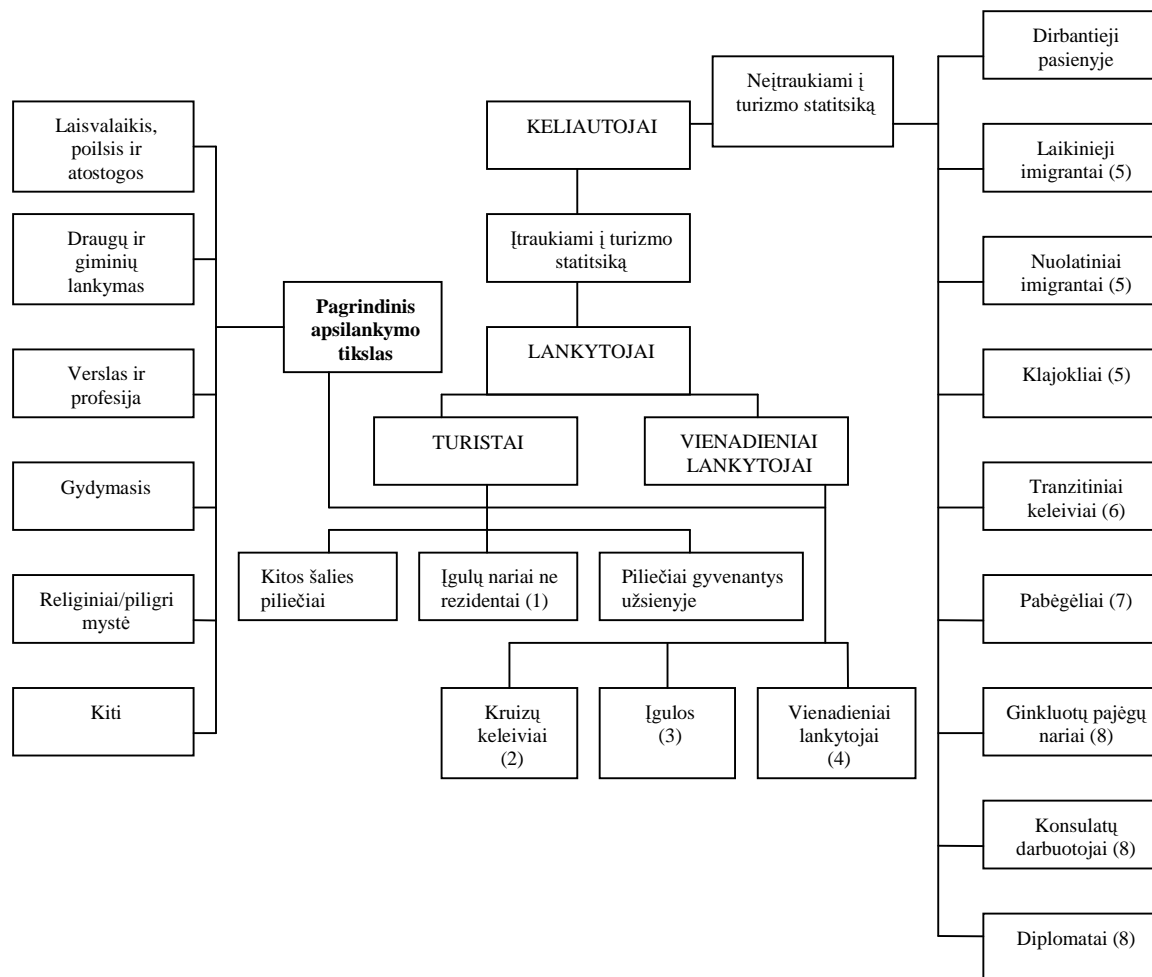 Dirbantieji
pasienyje
Neįtraukiami į
turizmo statitsiką
KELIAUTOJAI
Laisvalaikis,
poilsis ir
atostogos
Laikinieji
imigrantai (5)
Draugų ir
giminių
lankymas
Įtraukiami į turizmo
statitsiką
Nuolatiniai
imigrantai (5)
Pagrindinis
apsilankymo
tikslas
LANKYTOJAI
Verslas ir
profesija
Klajokliai (5)
TURISTAI
VIENADIENIAI
LANKYTOJAI
Gydymasis
Tranzitiniai
keleiviai (6)
Kitos šalies
piliečiai
Įgulų nariai ne
rezidentai (1)
Piliečiai gyvenantys
užsienyje
Religiniai/piligri
mystė
Pabėgėliai (7)
Kiti
Kruizų
keleiviai
(2)
Įgulos
(3)
Vienadieniai
lankytojai
(4)
Ginkluotų pajėgų
nariai (8)
Konsulatų
darbuotojai (8)
Diplomatai (8)